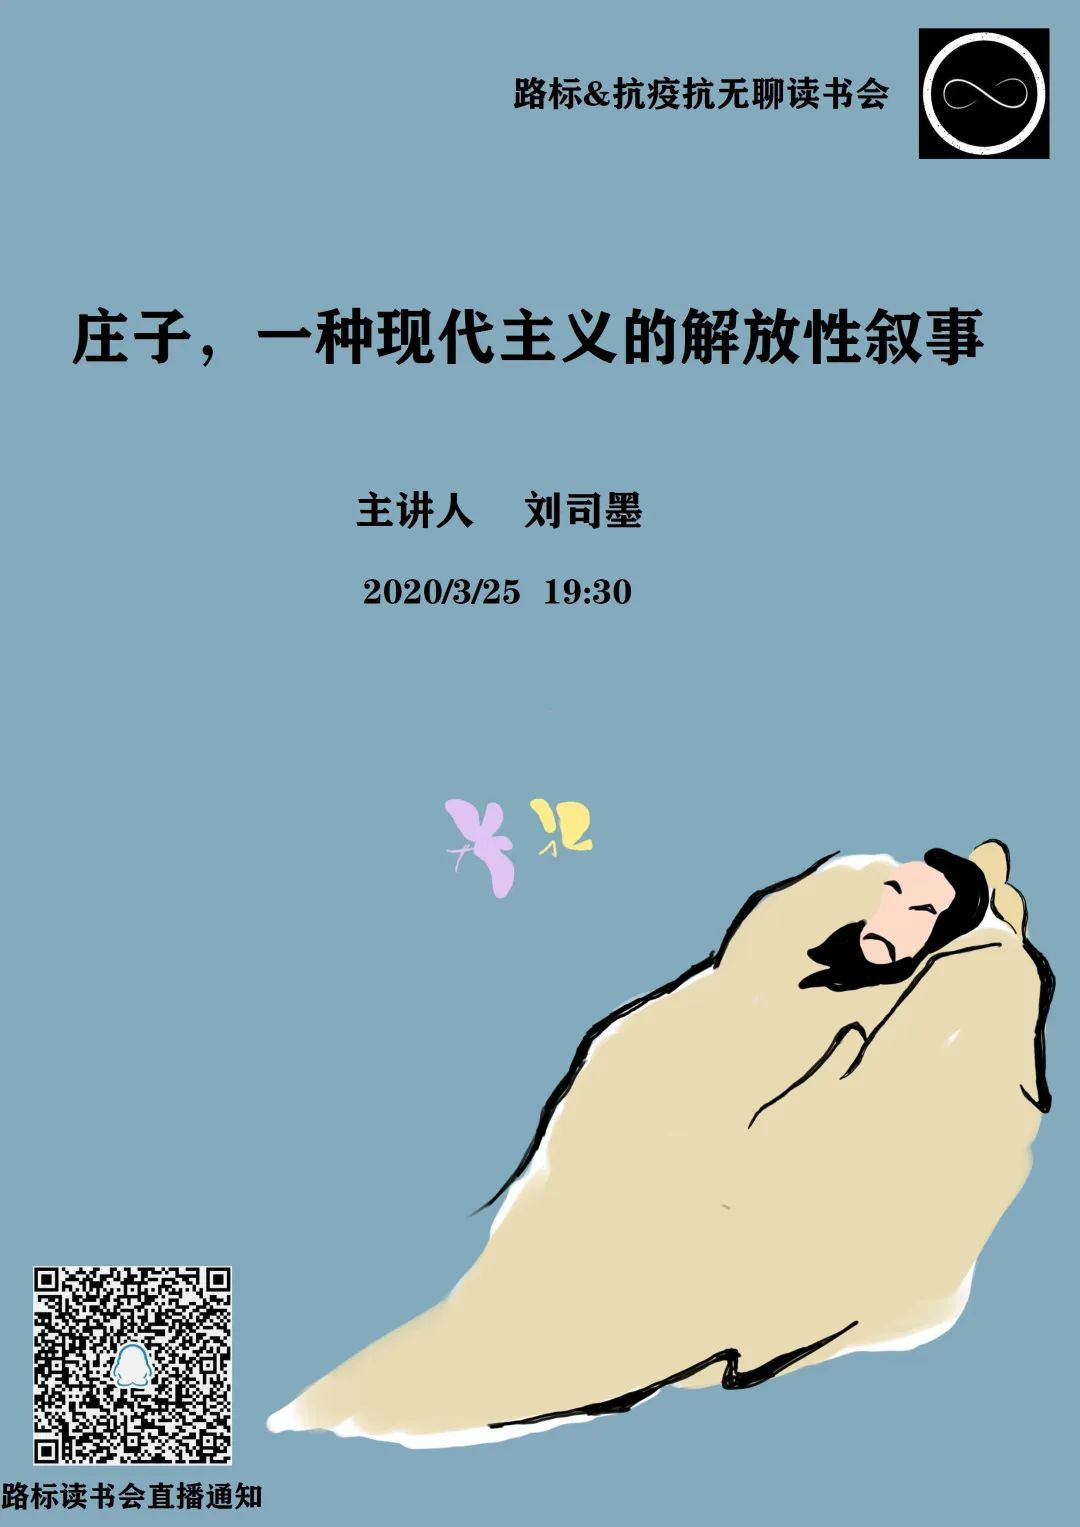 路标&抗疫抗无聊读书会
庄子，一种现代主义的解放性叙事
主讲人 刘司墨
2020/3/25 19:30
路标读书会直播通知